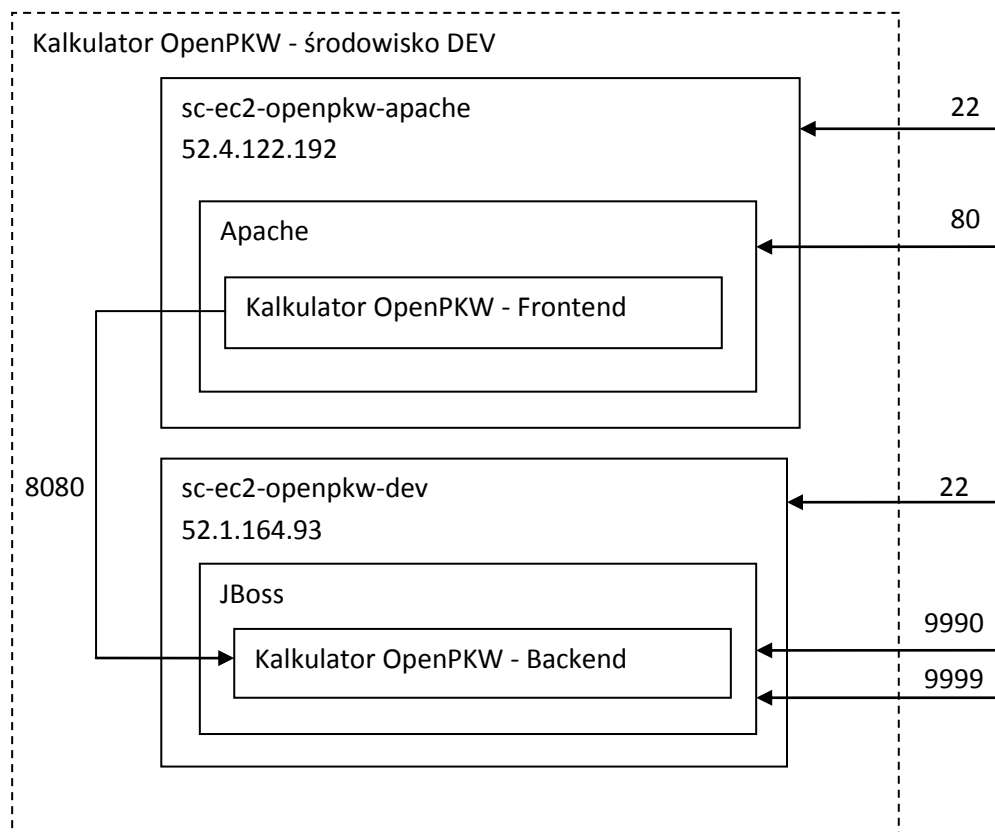 Kalkulator OpenPKW - środowisko DEV
sc-ec2-openpkw-apache
22
52.4.122.192
Apache
80
Kalkulator OpenPKW - Frontend
8080
sc-ec2-openpkw-dev
22
52.1.164.93
JBoss
9990
Kalkulator OpenPKW - Backend
9999